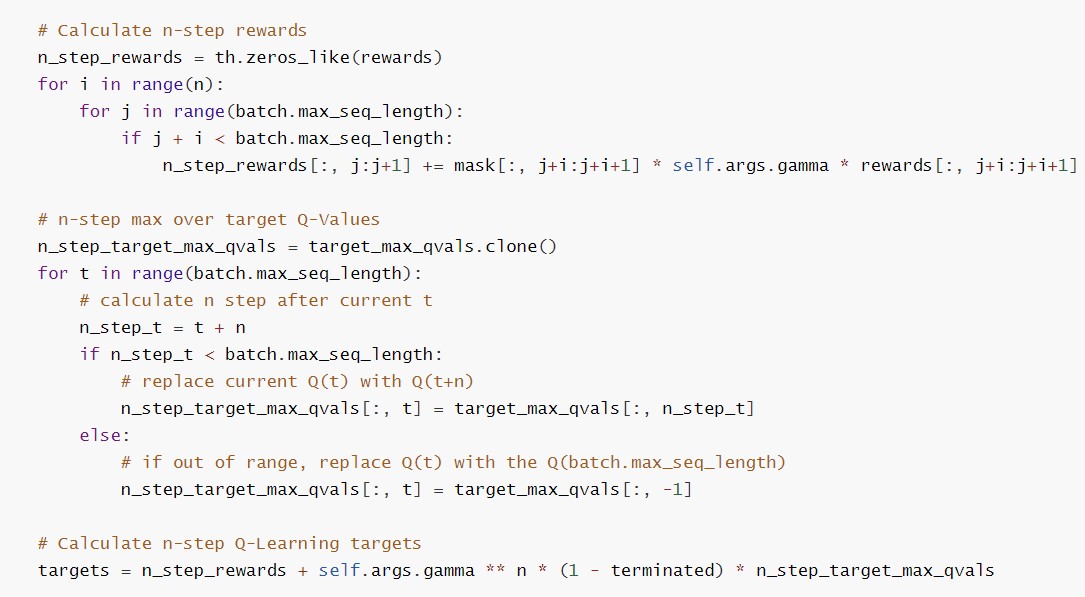 # Calculate n-step rewards
n_step_rewards = th.zeros_like(rewards)
for i in range(n):
    for j in range(batch.max_seq_length):
        if j + i < batch.max_seq_length:
            n_step_rewards[:, j:j+1] += mask[:, j+i:j+i+1] * self.args.gamma * rewards[:, j+i:j+i+1]

# n-step max over target Q-Values
n_step_target_max_qvals = target_max_qvals.clone()
for t in range(batch.max_seq_length):
    # calculate n step after current t
    n_step_t = t + n
    if n_step_t < batch.max_seq_length:
        # replace current Q(t) with Q(t+n)
        n_step_target_max_qvals[:, t] = target_max_qvals[:, n_step_t]
    else:
        # if out of range, replace Q(t) with the Q(batch.max_seq_length)
        n_step_target_max_qvals[:, t] = target_max_qvals[:, -1]

# Calculate n-step Q-Learning targets
targets = n_step_rewards + self.args.gamma ** n * (1 - terminated) * n_step_target_max_qvals